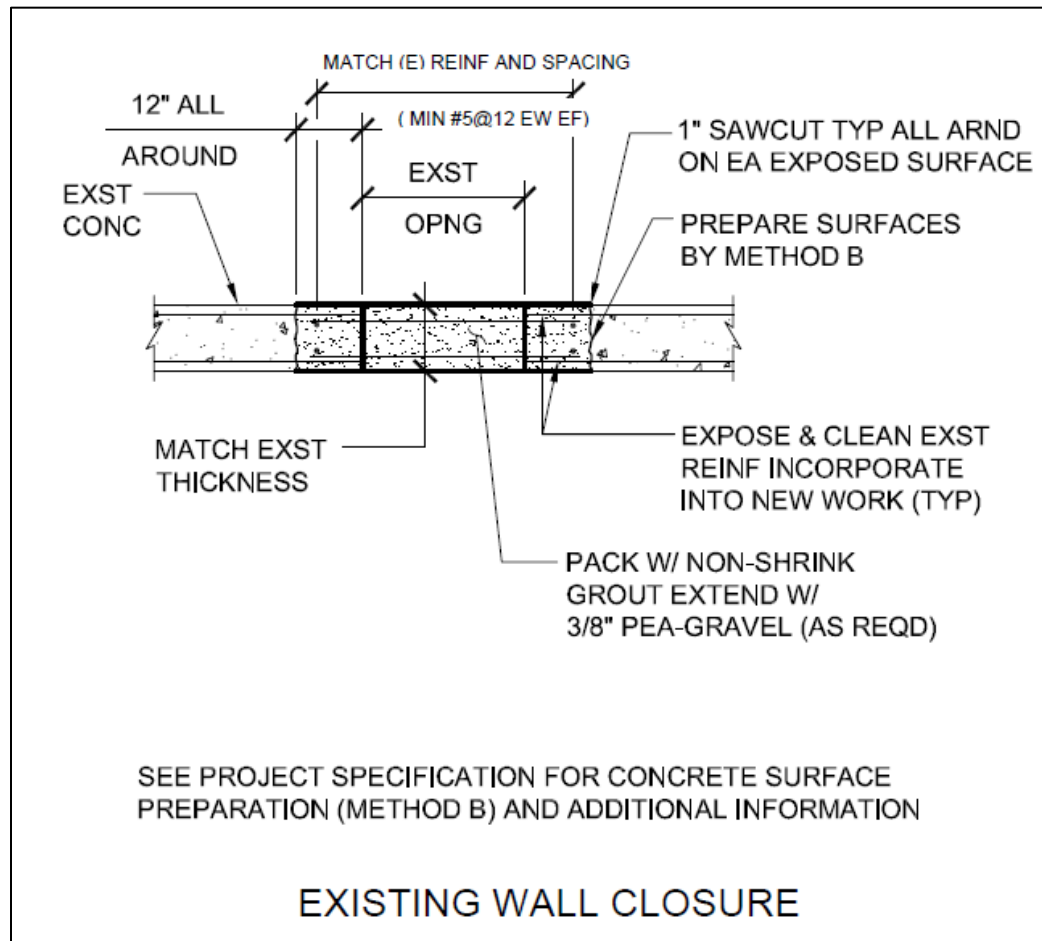 MATCH (E) REINF AND SPACING
( MIN #5@12 EW EF)
12" ALL
AROUND
EXST
CONC
EXST
OPNG
1" SAWCUT TYP ALL ARND
ON EA EXPOSED SURFACE
PREPARE SURFACES
BY METHOD B
MATCH EXST
THICKNESS
EXPOSE & CLEAN EXST
REINF INCORPORATE
INTO NEW WORK (TYP)
PACK W/ NON-SHRINK
GROUT EXTEND W/
3/8" PEA-GRAVEL (AS REQD)
SEE PROJECT SPECIFICATION FOR CONCRETE SURFACE
PREPARATION (METHOD B) AND ADDITIONAL INFORMATION
EXISTING WALL CLOSURE